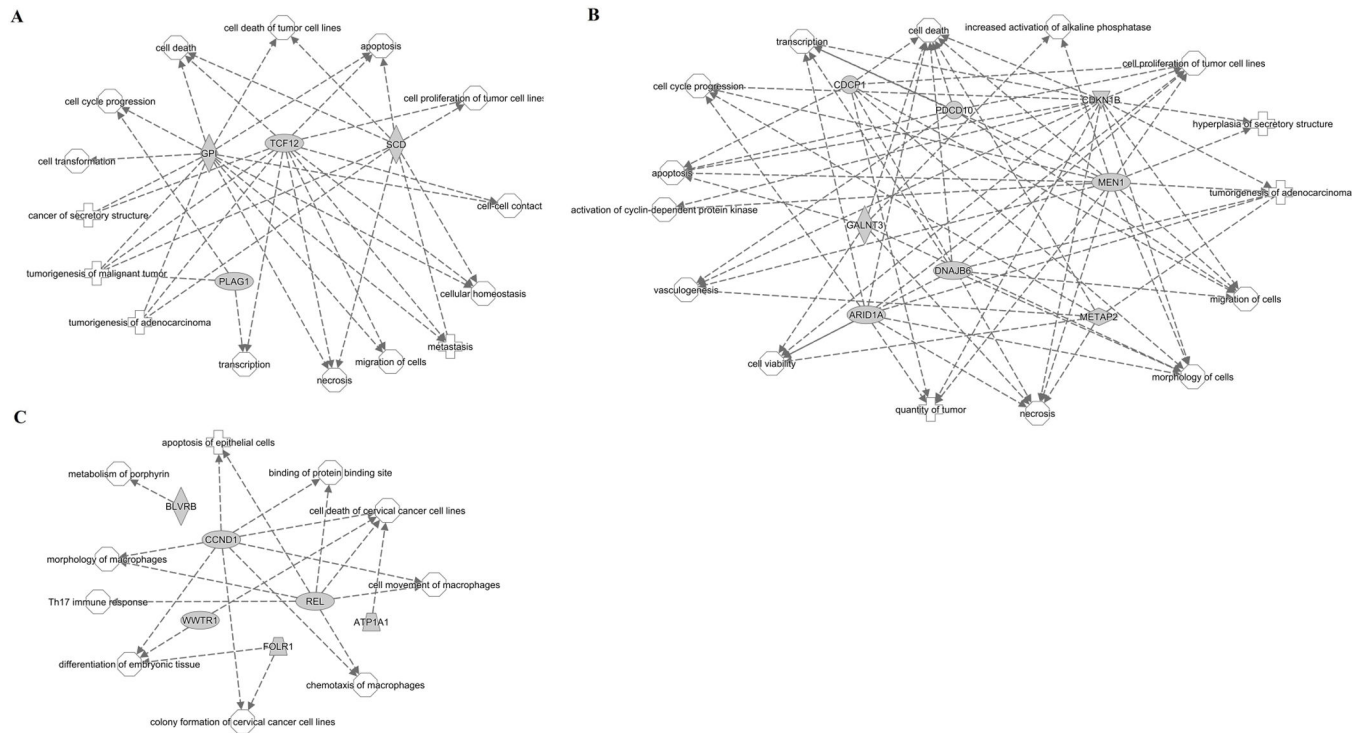 A
cell death of tumor cell lines
cell death
apoptosis
cell cycle progression
cell proliferation of tumor cell lines
GPI
TCF12
SCD
cell transformation
cancer of secretory structure
cell-cell contact
tumorigenesis of malignant tumor
PLAG1
cellular homeostasis
tumorigenesis of adenocarcinoma
metastasis
transcription
migration of cells
necrosis
B
increased activation of alkaline phosphatase
cell death
transcription
cell proliferation of tumor cell lines
cell cycle progression
CDCP1
PDCD10
CDKN1B
hyperplasia of secretory structure
apoptosis
MEN1
tumorigenesis of adenocarcinoma
activation of cyclin-dependent protein kinase
GALNT3
DNAJB6
vasculogenesis
migration of cells
ARID1A
METAP2
cell viability
morphology of cells
quantity of tumor
necrosis
C
apoptosis of epithelial cells
metabolism of porphyrin
binding of protein binding site
BLVRB
cell death of cervical cancer cell lines
CCND1
morphology of macrophages
cell movement of macrophages
Th17 immune response
REL
WWTR1
ATP1A1
FOLR1
differentiation of embryonic tissue
chemotaxis of macrophages
colony formation of cervical cancer cell lines